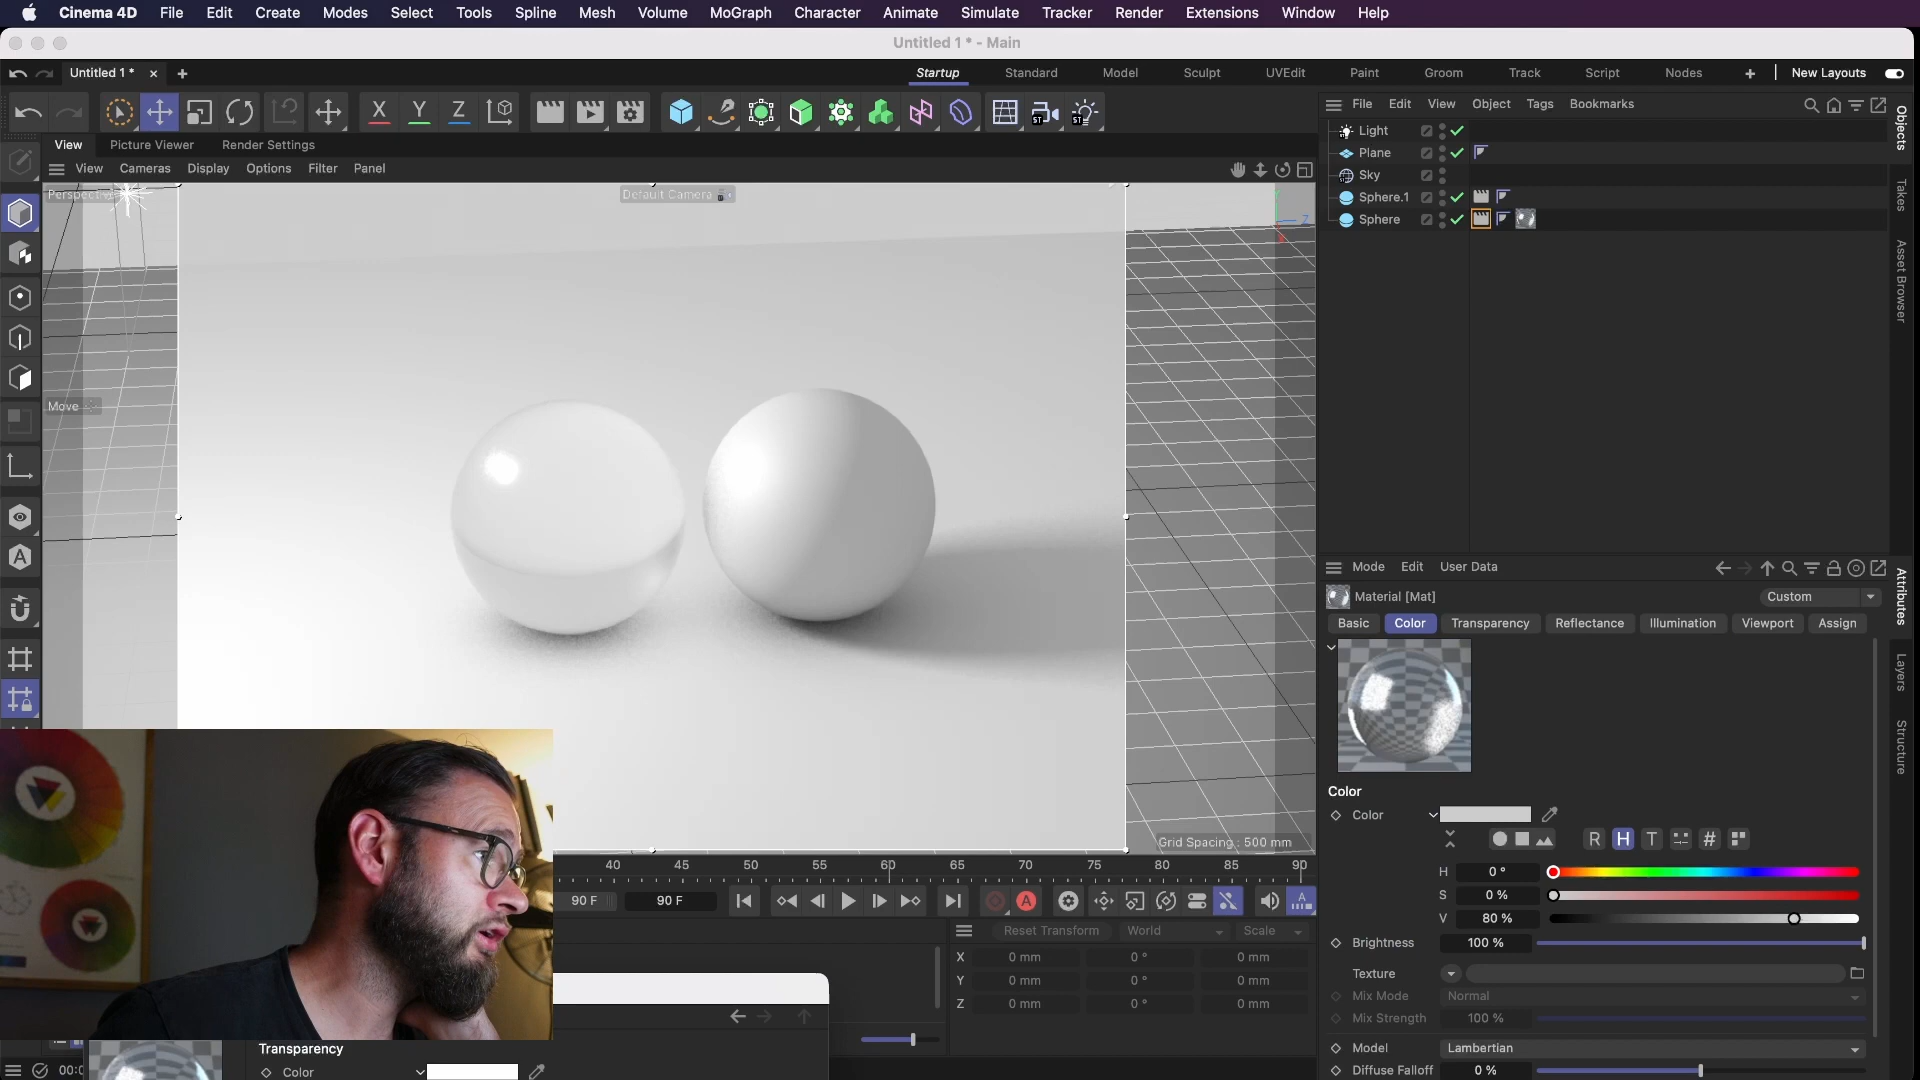 Cinema 4D File Edit Create Modes Select Tools Spline Mesh Volume MoGraph Character Animate Simulate Tracker Render Extensions Window Help
Untitled 1 * - Main
Untitled 1 *
Startup Standard Model Sculpt UVEdit Paint Groom Track Script Nodes New Layouts
X Y Z
ST ST
File Edit View Object Tags Bookmarks
View Picture Viewer Render Settings
View Cameras Display Options Filter Panel
Default Camera
Light
Plane
Sky
Sphere.1
Sphere
Objects
Takes
Asset Browser
Y
Z
X
Move
Mode Edit User Data
Material [Mat]
Custom
Basic Color Transparency Reflectance Illumination Viewport Assign
Attributes
Layers
Structure
Color
Color
R H T #
H 0 °
S 0 %
V 80 %
Brightness 100 %
Texture
Mix Mode Normal
Mix Strength 100 %
Model Lambertian
Diffuse Falloff 0 %
Grid Spacing : 500 mm
40 45 50 55 60 65 70 75 80 85 90
90 F 90 F
A
Reset Transform World Scale
X 0 mm 0 ° 0 mm
Y 0 mm 0 ° 0 mm
Z 0 mm 0 ° 0 mm
Transparency
Color